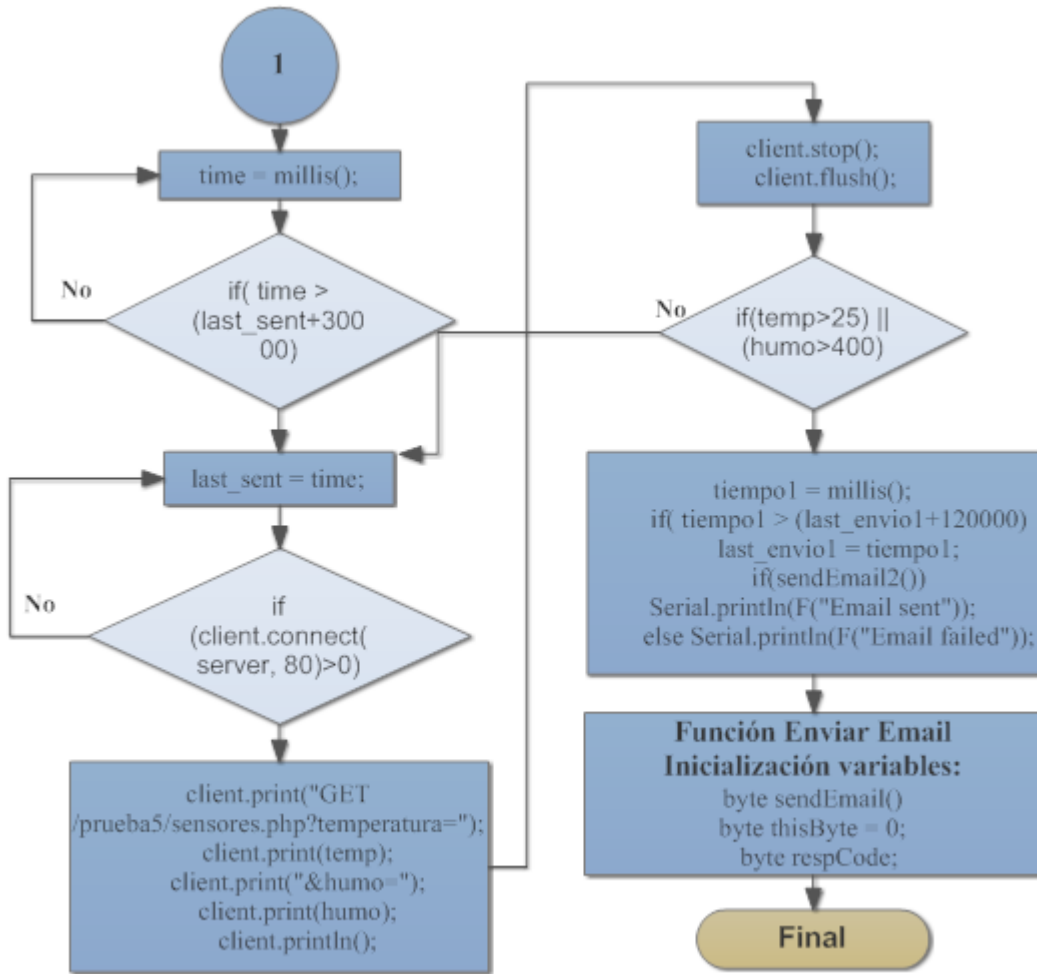 1
time = millis();
No
if( time >
(last_sent+300
00)
last_sent = time;
No
if
(client.connect(
server, 80)>0)
client.print("GET
/prueba5/sensores.php?temperatura=");
client.print(temp);
client.print("&humo=");
client.print(humo);
client.println();
client.stop();
client.flush();
No
if(temp>25) ||
(humo>400)
tiempo1 = millis();
if( tiempo1 > (last_envio1+120000)
last_envio1 = tiempo1;
if(sendEmail2())
Serial.println(F("Email sent"));
else Serial.println(F("Email failed"));
Función Enviar Email
Inicialización variables:
byte sendEmail()
byte thisByte = 0;
byte respCode;
Final